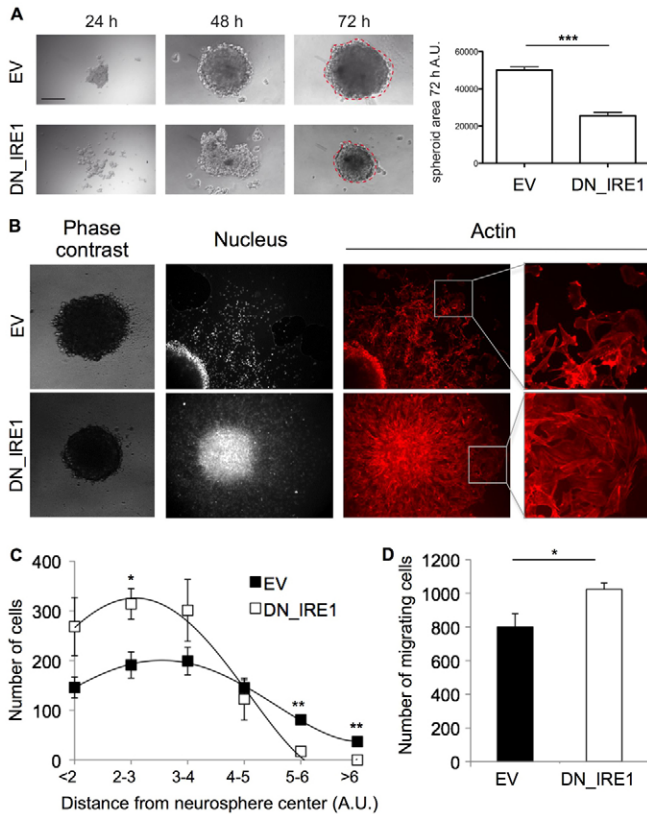 A
24 h
48 h
72 h
EV
DN_IRE1
spheroid area 72 h A.U.
60000
40000
20000
0
***
EV
DN_IRE1
B
Phase
contrast
Nucleus
Actin
EV
DN_IRE1
C
Number of cells
400
300
200
100
0
*
**
**
EV
DN_IRE1
<2
2-3
3-4
4-5
5-6
>6
Distance from neurosphere center (A.U.)
D
Number of migrating cells
1200
1000
800
600
400
200
0
*
EV
DN_IRE1